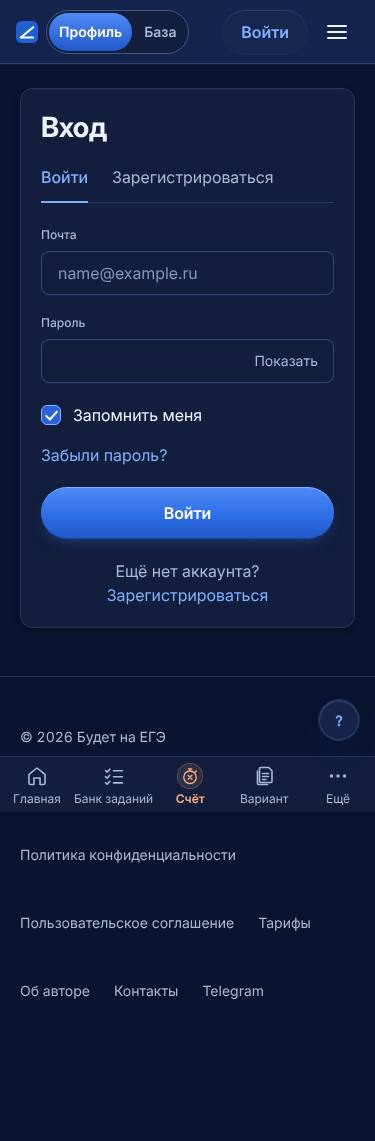 Профиль База Войти
Вход
Войти Зарегистрироваться
Почта
name@example.ru
Пароль
Показать
Запомнить меня
Забыли пароль?
Войти
Ещё нет аккаунта?
Зарегистрироваться
?
© 2026 Будет на ЕГЭ
Главная Банк заданий Счёт Вариант Ещё
Политика конфиденциальности
Пользовательское соглашение Тарифы
Об авторе Контакты Telegram